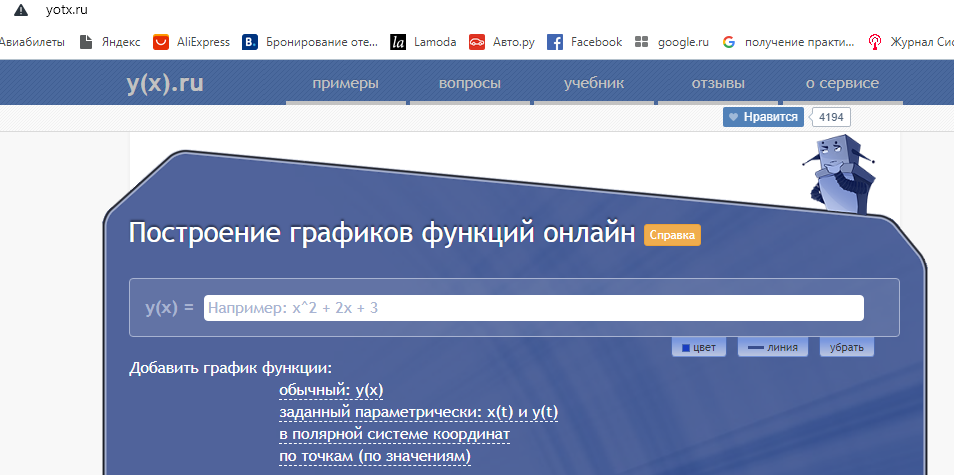 yotx.ru
Авиабилеты Яндекс AliExpress B. Бронирование оте... la Lamoda Авто.ру Facebook google.ru получение практи... Журнал Сис
y(x).ru примеры вопросы учебник отзывы о сервисе
Нравится 4194
Построение графиков функций онлайн Справка
y(x) = Например: x^2 + 2x + 3
цвет линия убрать
Добавить график функции:
обычный: y(x)
заданный параметрически: x(t) и y(t)
в полярной системе координат
по точкам (по значениям)